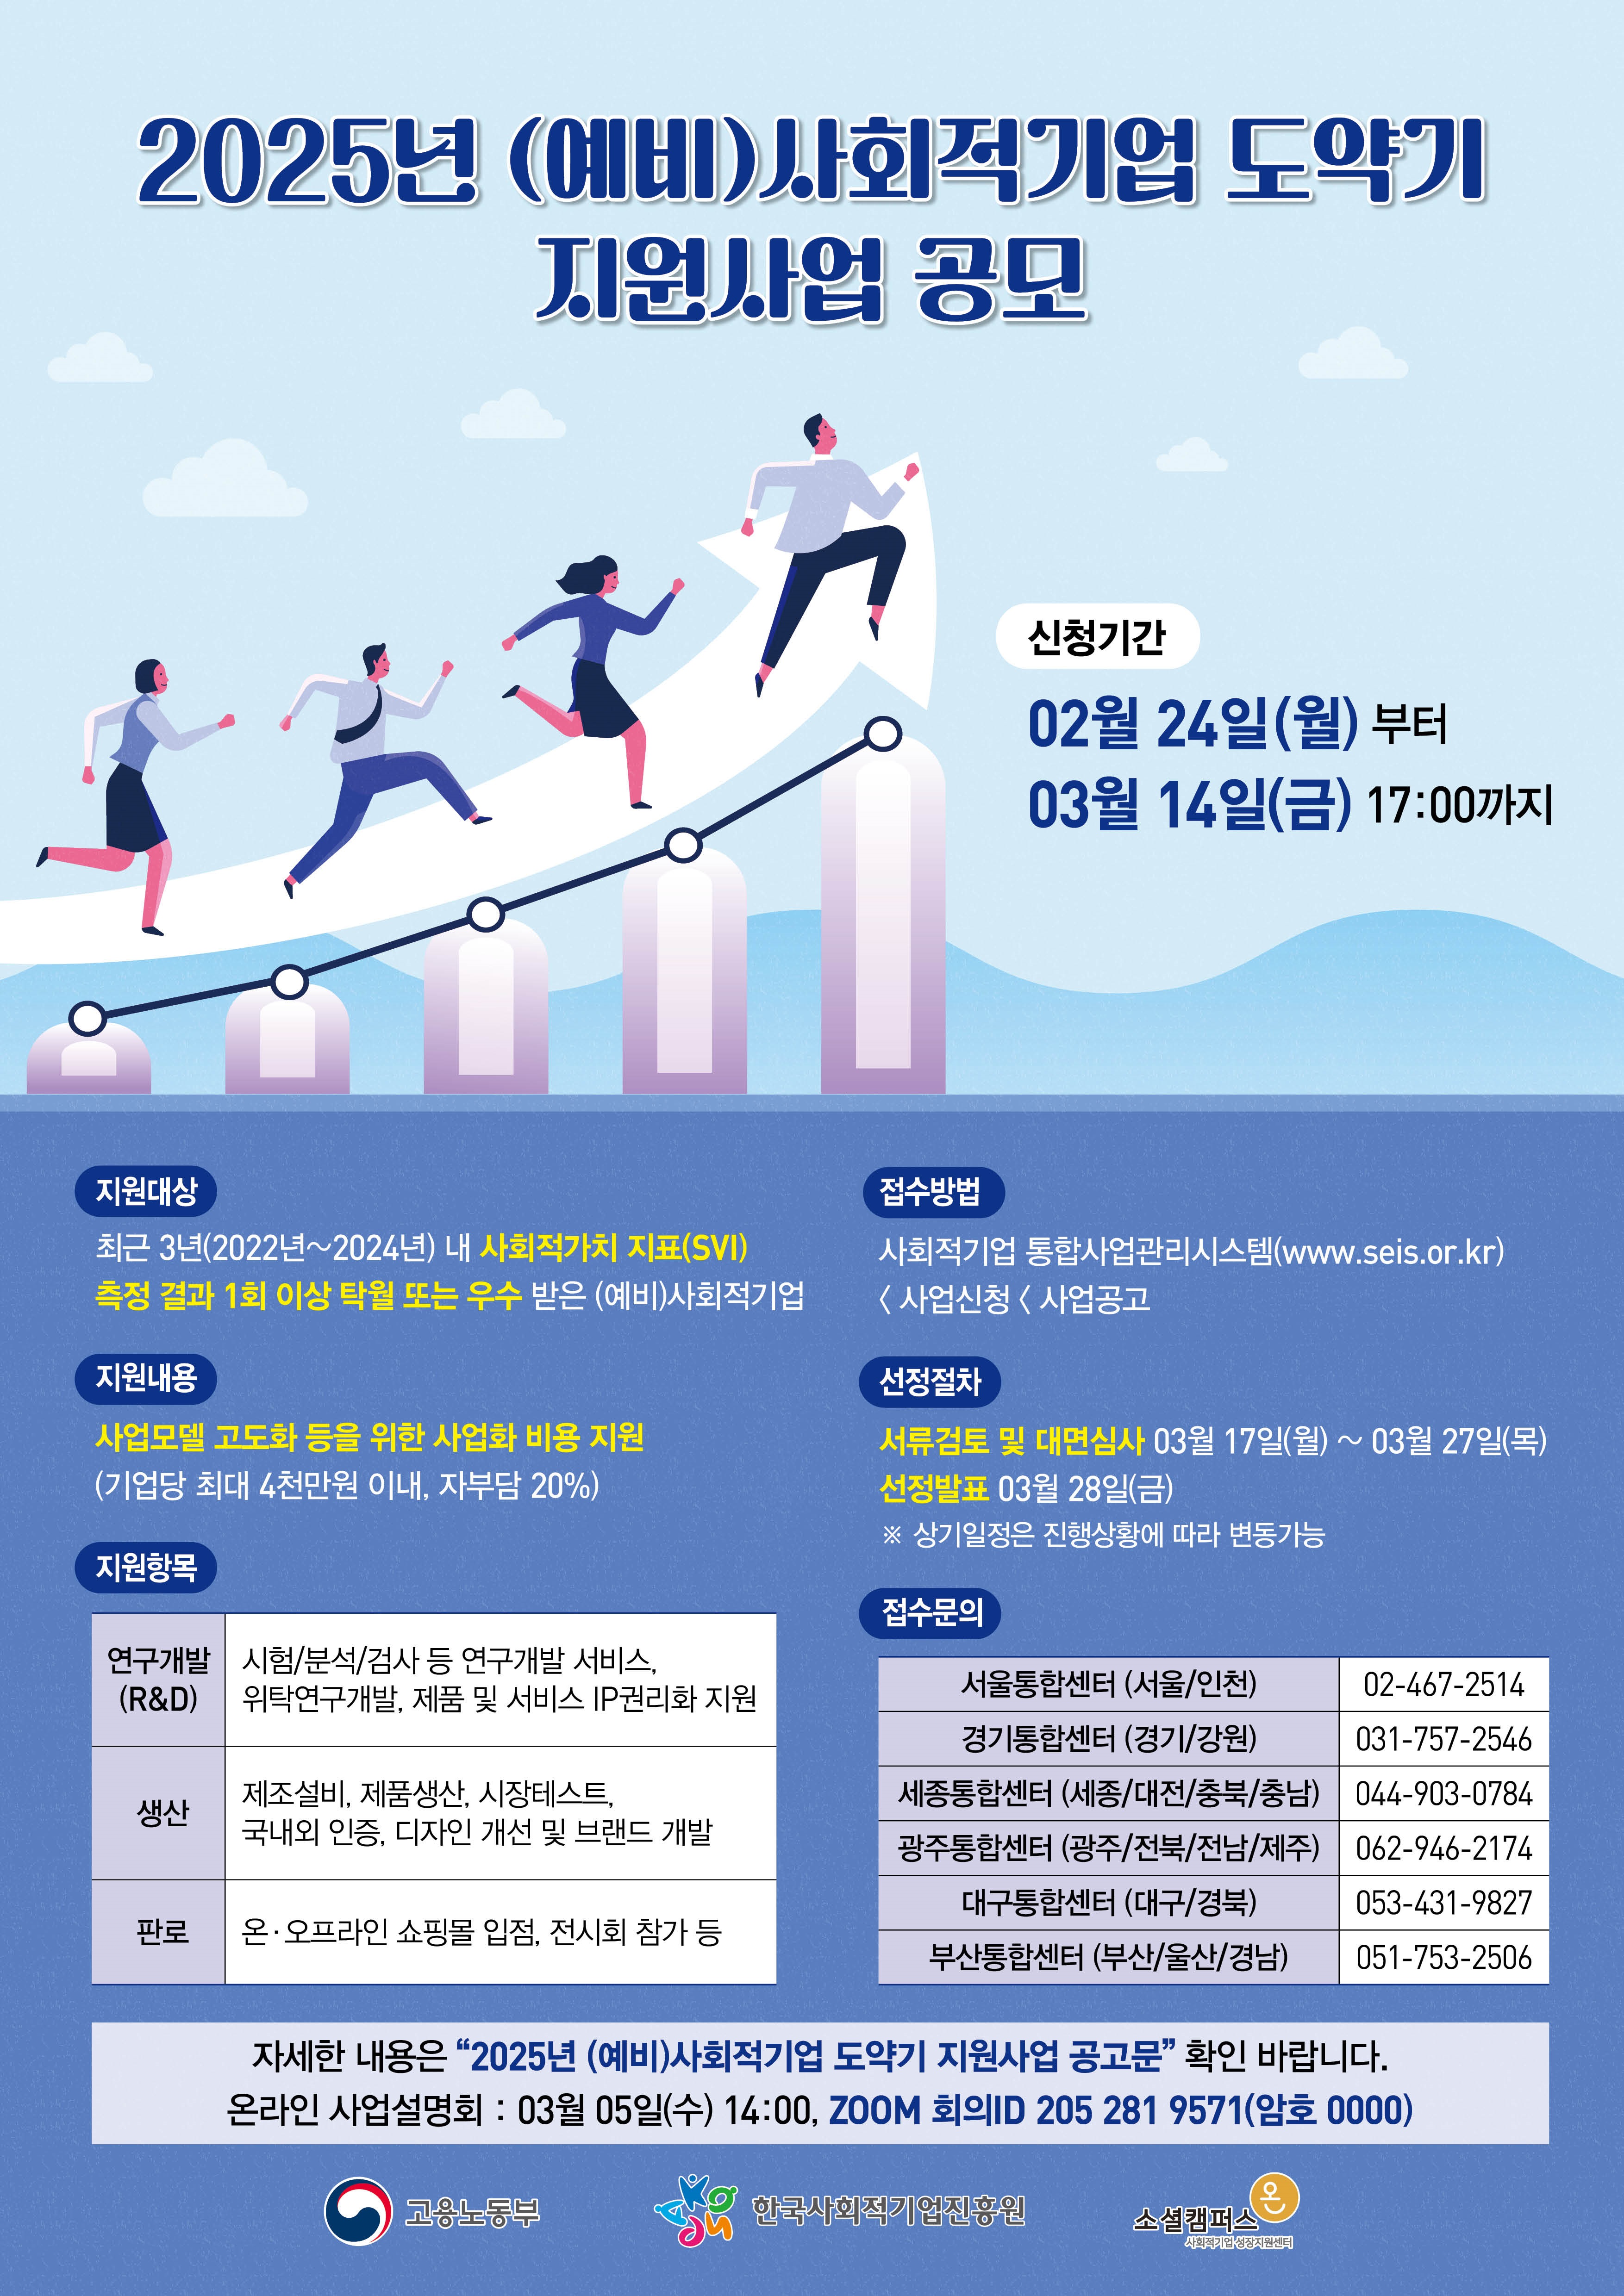 2025년 (예비)사회적기업 도약기
지원사업 공모
신청기간
02월 24일(월) 부터
03월 14일(금) 17:00까지
지원대상
최근 3년(2022년~2024년) 내 사회적가치 지표(SVI)
측정 결과 1회 이상 탁월 또는 우수 받은 (예비)사회적기업
지원내용
사업모델 고도화 등을 위한 사업화 비용 지원
(기업당 최대 4천만원 이내, 자부담 20%)
지원항목
연구개발
(R&D)
시험/분석/검사 등 연구개발 서비스,
위탁연구개발, 제품 및 서비스 IP권리화 지원
생산
제조설비, 제품생산, 시장테스트,
국내외 인증, 디자인 개선 및 브랜드 개발
판로
온·오프라인 쇼핑몰 입점, 전시회 참가 등
접수방법
사회적기업 통합사업관리시스템(www.seis.or.kr)
< 사업신청 < 사업공고
선정절차
서류검토 및 대면심사 03월 17일(월) ~ 03월 27일(목)
선정발표 03월 28일(금)
※ 상기일정은 진행상황에 따라 변동가능
접수문의
서울통합센터 (서울/인천) 02-467-2514
경기통합센터 (경기/강원) 031-757-2546
세종통합센터 (세종/대전/충북/충남) 044-903-0784
광주통합센터 (광주/전북/전남/제주) 062-946-2174
대구통합센터 (대구/경북) 053-431-9827
부산통합센터 (부산/울산/경남) 051-753-2506
자세한 내용은 “2025년 (예비)사회적기업 도약기 지원사업 공고문” 확인 바랍니다.
온라인 사업설명회 : 03월 05일(수) 14:00, ZOOM 회의ID 205 281 9571(암호 0000)
고용노동부
한국사회적기업진흥원
소셜캠퍼스 온
사회적기업 성장지원센터